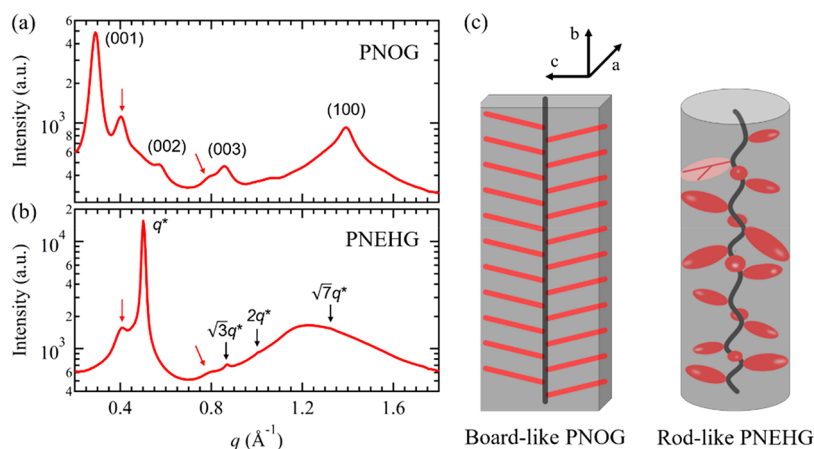 (a)
PNOG
Intensity (a.u.)
6
4
2
10³
8
6
4
(001)
(002)
(003)
(100)
(b)
PNEHG
Intensity (a.u.)
2
10⁴
6
4
2
10³
6
4
q*
√3q*
2q*
√7q*
0.4 0.8 1.2 1.6
q (Å⁻¹)
(c)
b
c
a
Board-like PNOG
Rod-like PNEHG